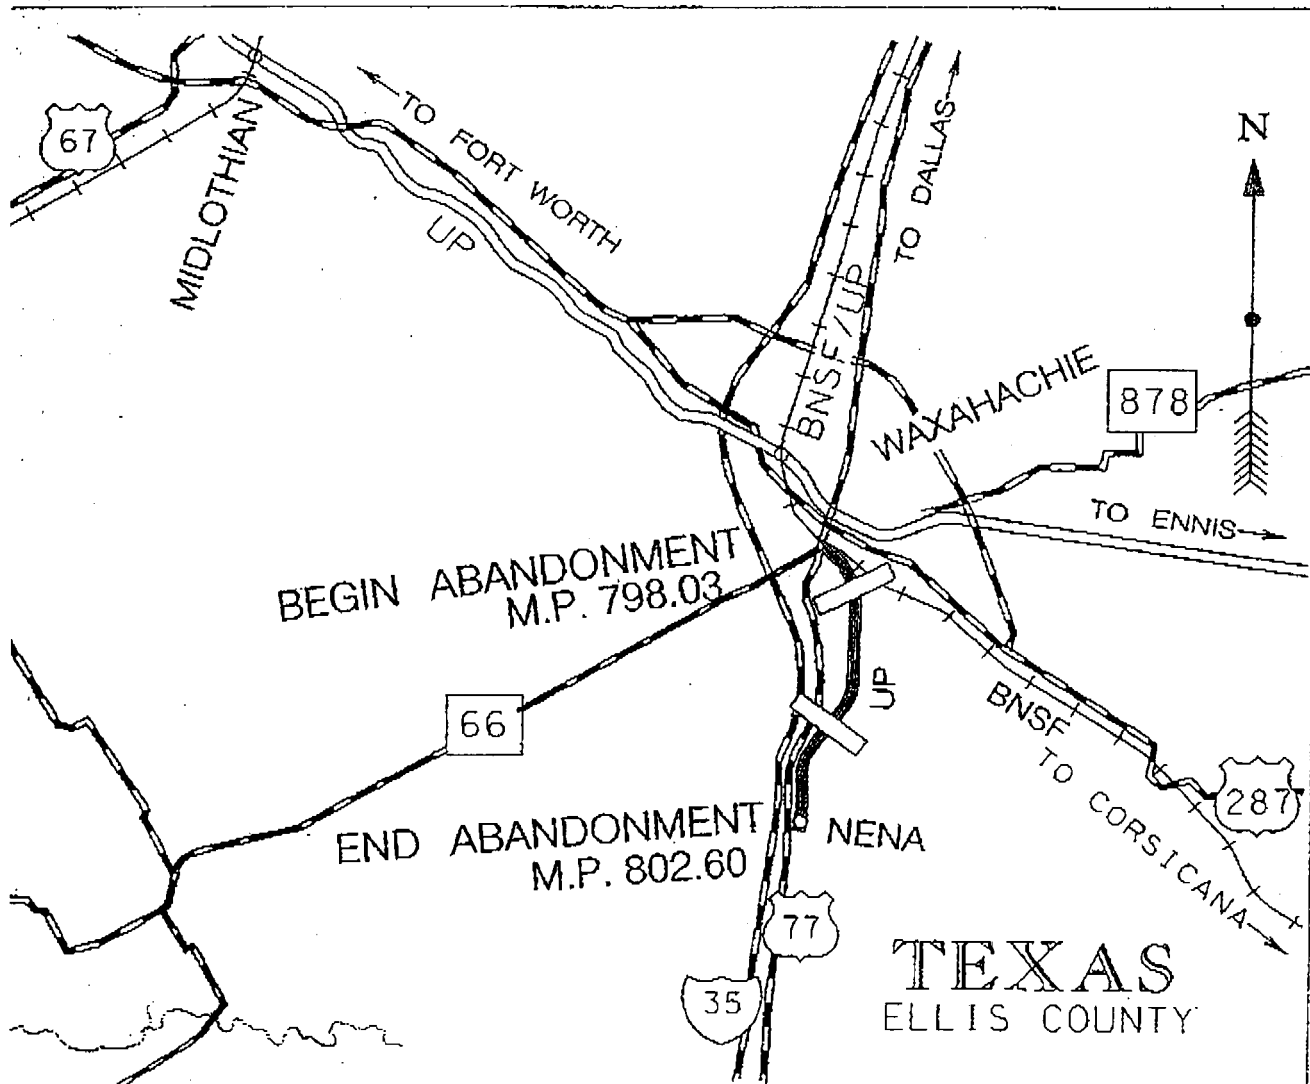 67
MIDLOTHIAN
TO FORT WORTH
UP
TO DALLAS
N
BNSF/UP
WAXAHACHIE
878
TO ENNIS
BEGIN ABANDONMENT
M.P. 798.03
66
UP
BNSF
TO CORSICANA
287
END ABANDONMENT
M.P. 802.60
NENA
77
35
TEXAS
ELLIS COUNTY